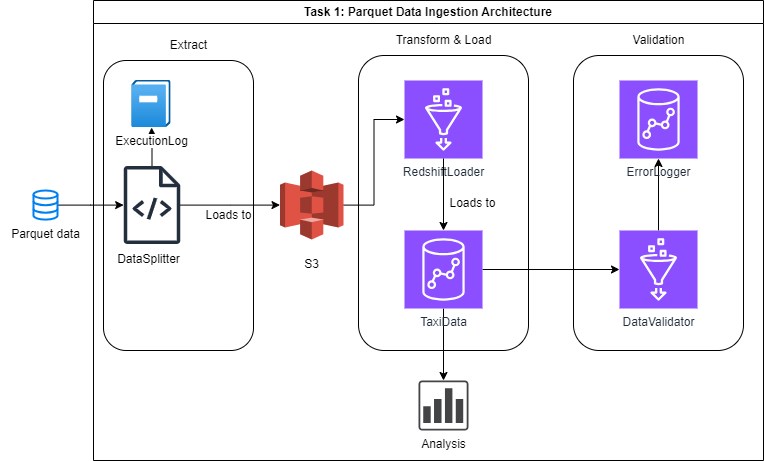 Task 1: Parquet Data Ingestion Architecture
Extract
Transform & Load
Validation
ExecutionLog
RedshiftLoader
ErrorLogger
Parquet data
Loads to
Loads to
DataSplitter
S3
TaxiData
DataValidator
Analysis